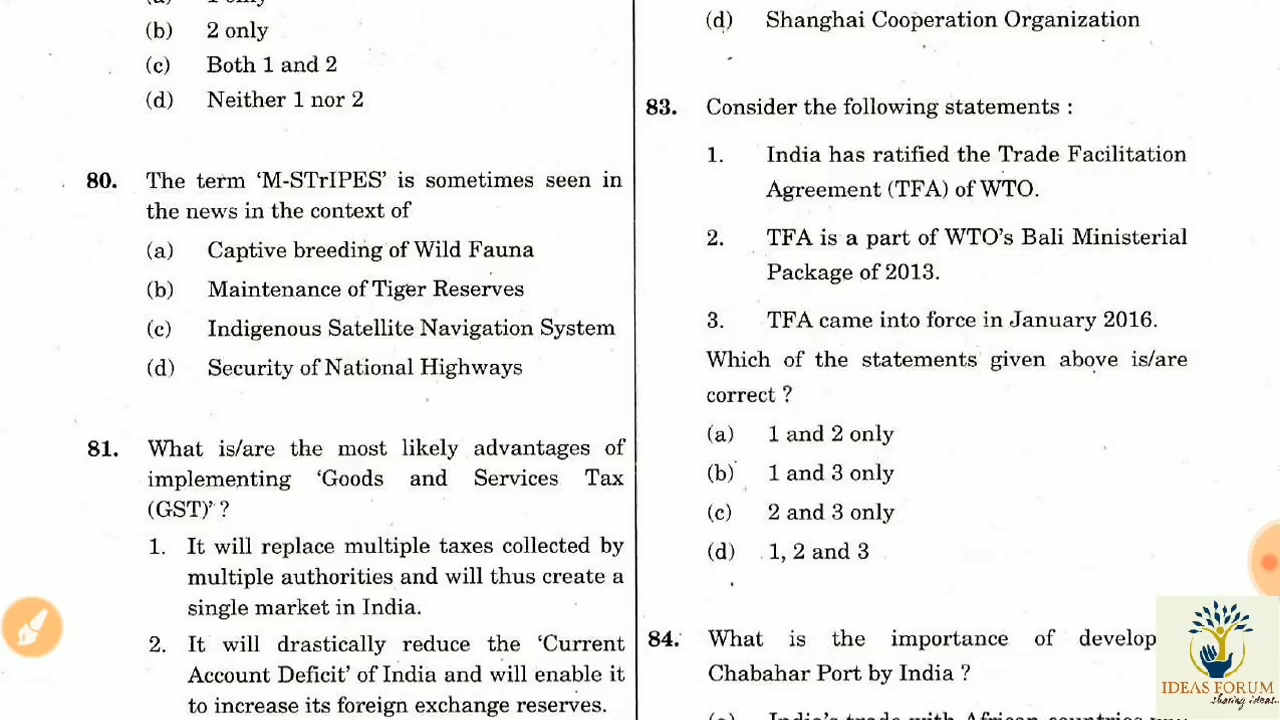 (b) 2 only
(c) Both 1 and 2
(d) Neither 1 nor 2
80. The term ‘M-STrIPES’ is sometimes seen in
the news in the context of
(a) Captive breeding of Wild Fauna
(b) Maintenance of Tiger Reserves
(c) Indigenous Satellite Navigation System
(d) Security of National Highways
81. What is/are the most likely advantages of
implementing ‘Goods and Services Tax
(GST)’ ?
1. It will replace multiple taxes collected by
multiple authorities and will thus create a
single market in India.
2. It will drastically reduce the ‘Current
Account Deficit’ of India and will enable it
to increase its foreign exchange reserves.
(d) Shanghai Cooperation Organization
83. Consider the following statements :
1. India has ratified the Trade Facilitation
Agreement (TFA) of WTO.
2. TFA is a part of WTO’s Bali Ministerial
Package of 2013.
3. TFA came into force in January 2016.
Which of the statements given above is/are
correct ?
(a) 1 and 2 only
(b) 1 and 3 only
(c) 2 and 3 only
(d) 1, 2 and 3
84. What is the importance of develop
Chabahar Port by India ?
India’s trade with African countries
IDEAS FORUM
sharing ideas